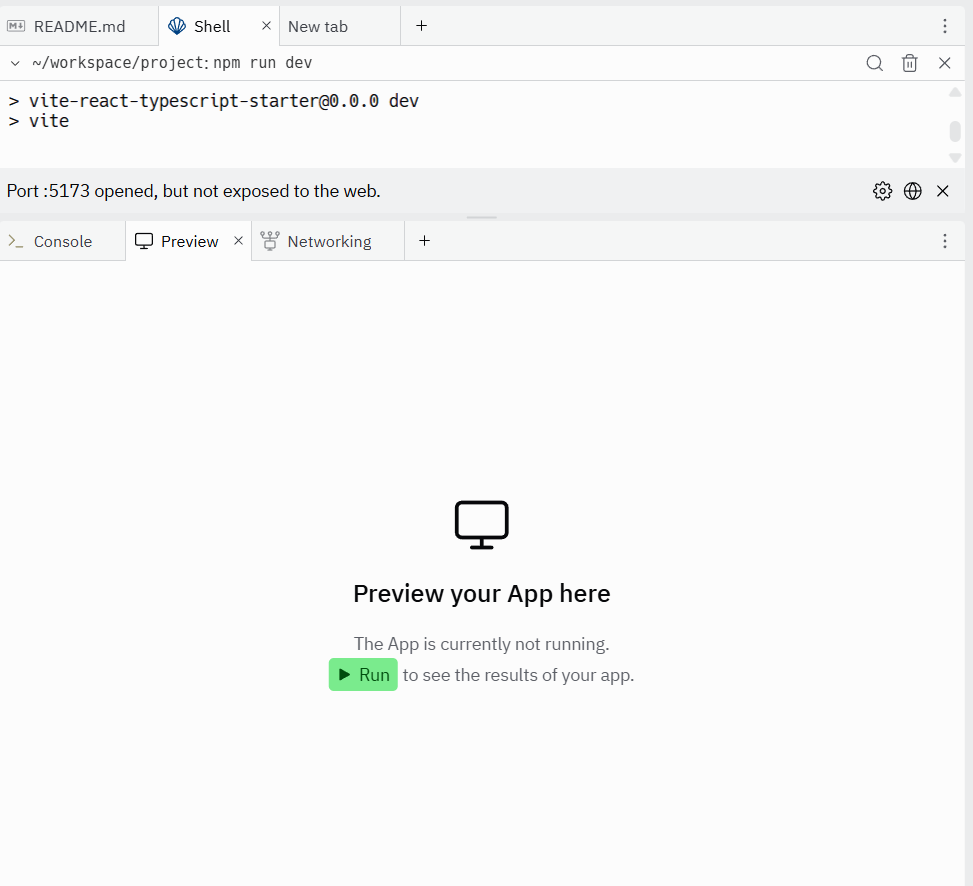 README.md Shell New tab
~/workspace/project: npm run dev
> vite-react-typescript-starter@0.0.0 dev
> vite
Port :5173 opened, but not exposed to the web.
Console Preview Networking
Preview your App here
The App is currently not running.
Run to see the results of your app.